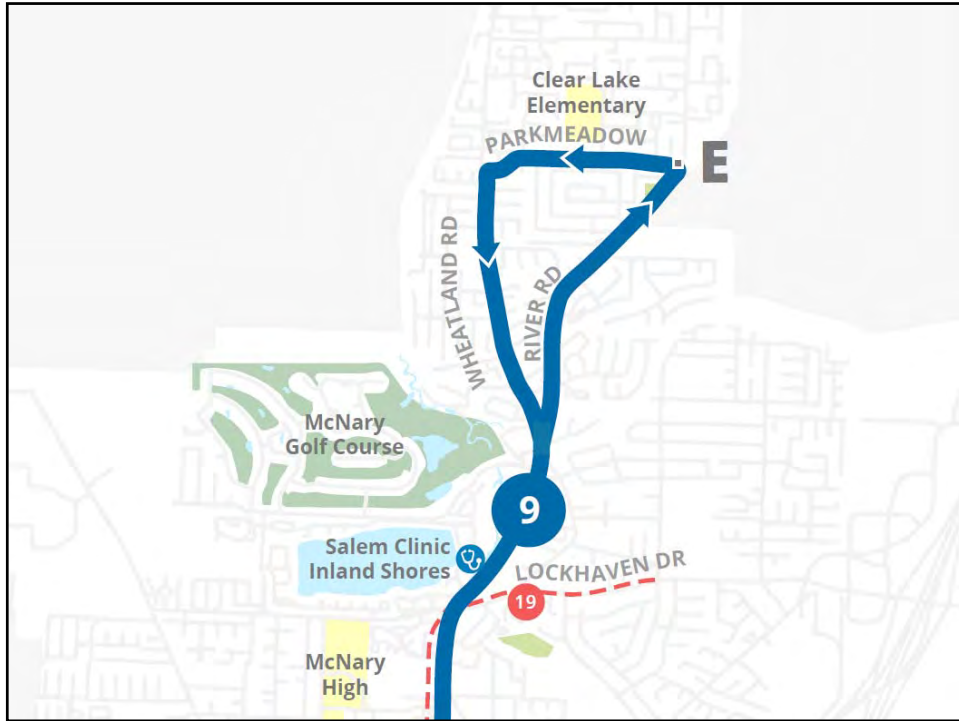 Clear Lake
Elementary
PARKMEADOW
E
WHEATLAND RD
RIVER RD
McNary
Golf Course
9
Salem Clinic
Inland Shores
LOCKHAVEN DR
19
McNary
High